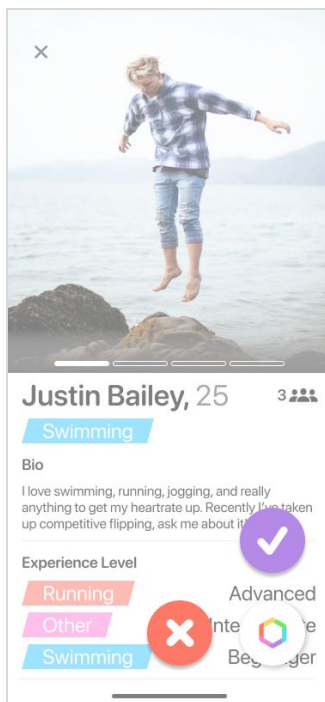 Justin Bailey, 25
3
Swimming
Bio
I love swimming, running, jogging, and really
anything to get my heartrate up. Recently I've taken
up competitive flipping, ask me about it
Experience Level
Running Advanced
Other
Swimming